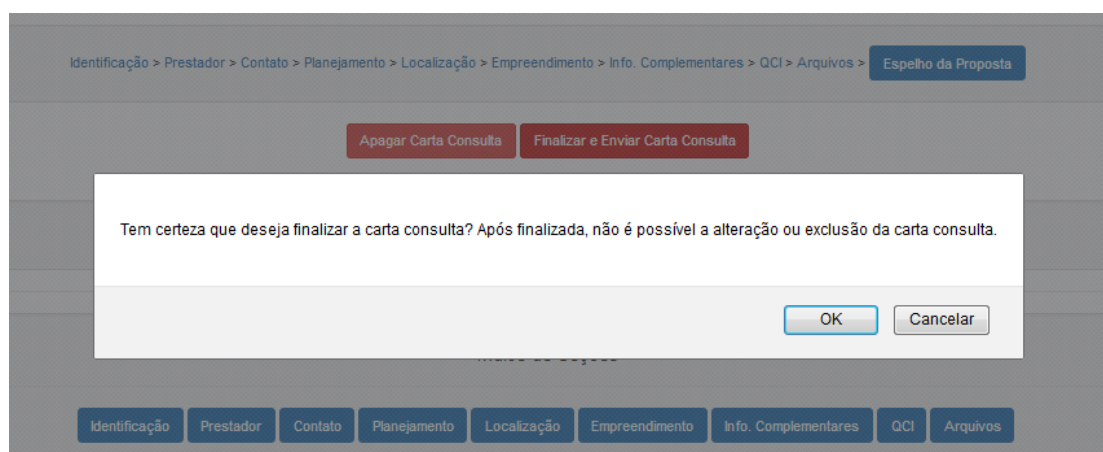 Identificação > Prestador > Contato > Planejamento > Localização > Empreendimento > Info. Complementares > QCI > Arquivos > Espelho da Proposta
Apagar Carta Consulta Finalizar e Enviar Carta Consulta
Tem certeza que deseja finalizar a carta consulta? Após finalizada, não é possível a alteração ou exclusão da carta consulta.
OK Cancelar
Identificação Prestador Contato Planejamento Localização Empreendimento Info. Complementares QCI Arquivos